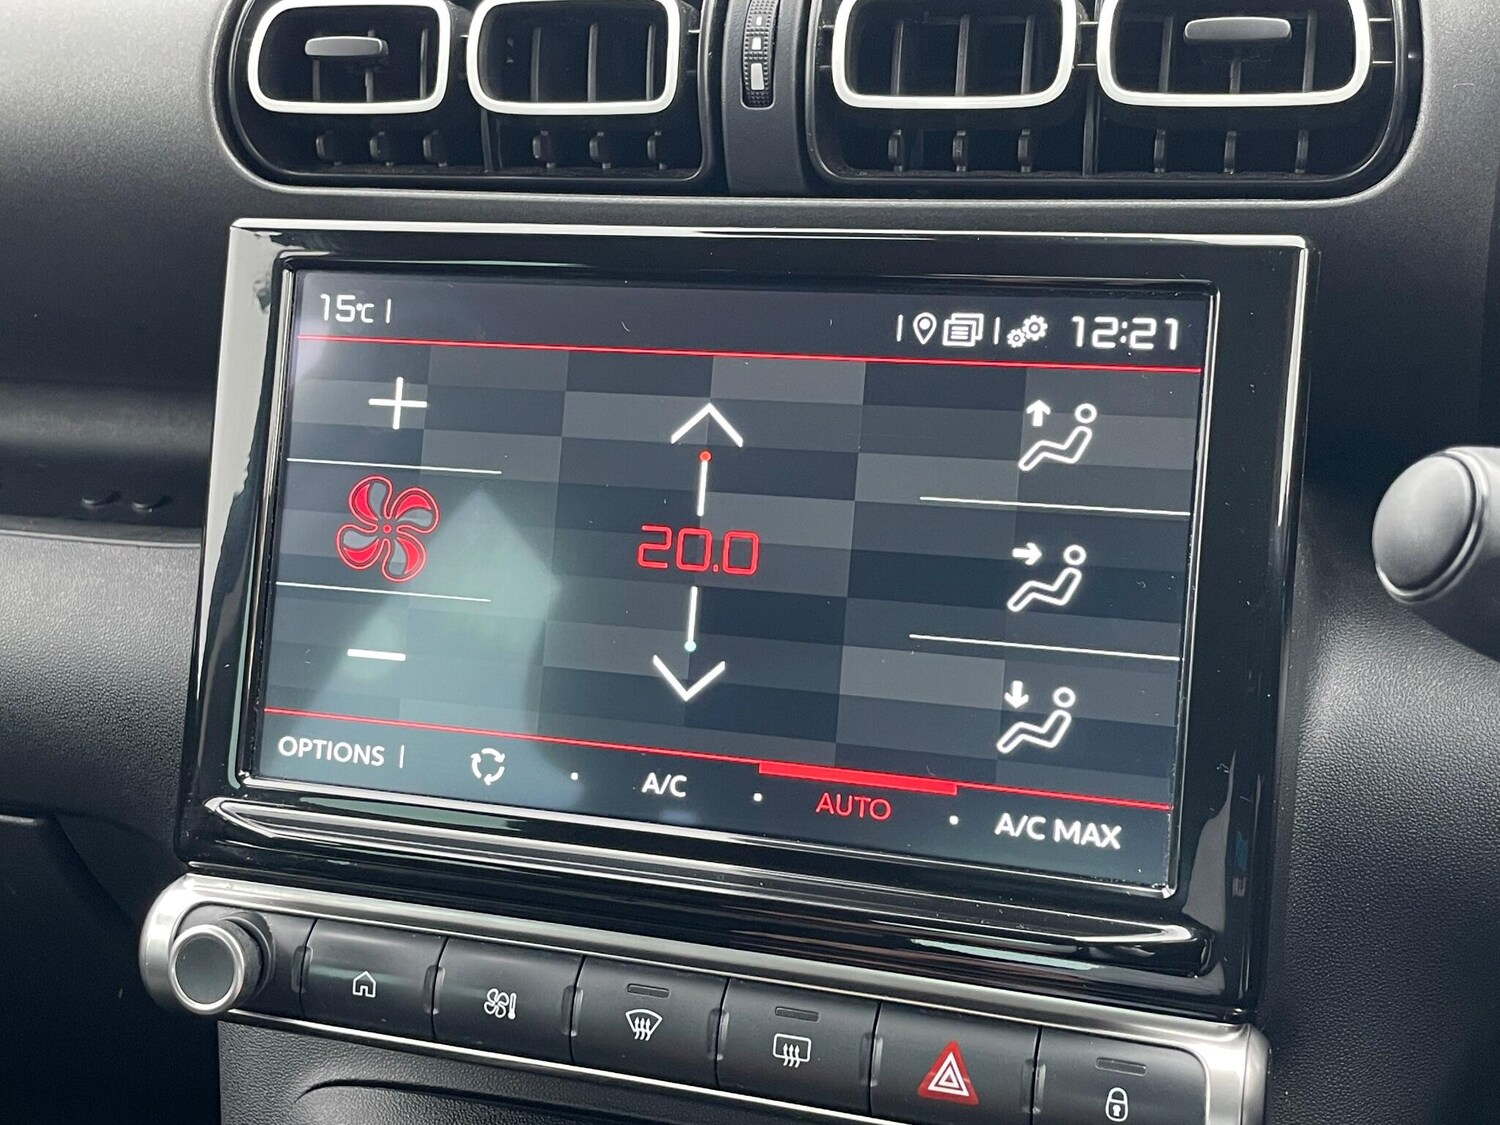 15°C
12:21
20.0
OPTIONS
A/C
AUTO
A/C MAX